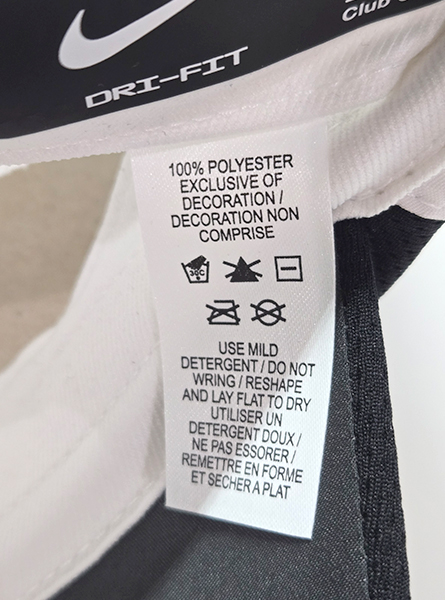 Club
DRI-FIT
100% POLYESTER
EXCLUSIVE OF
DECORATION /
DECORATION NON
COMPRISE
30C
USE MILD
DETERGENT / DO NOT
WRING / RESHAPE
AND LAY FLAT TO DRY
UTILISER UN
DETERGENT DOUX /
NE PAS ESSORER /
REMETTRE EN FORME
ET SECHER A PLAT